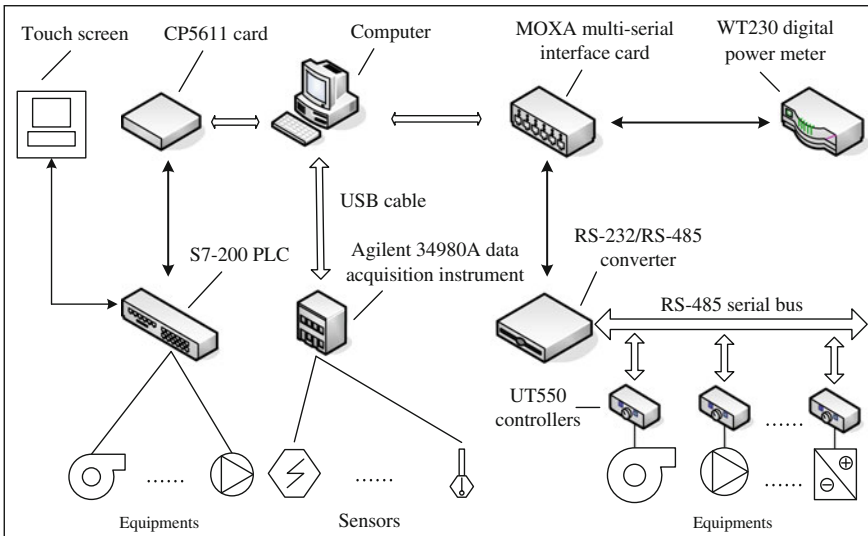 Touch screen
CP5611 card
Computer
MOXA multi-serial
interface card
WT230 digital
power meter
USB cable
S7-200 PLC
Agilent 34980A data
acquisition instrument
RS-232/RS-485
converter
RS-485 serial bus
UT550
controllers
......
......
......
......
Equipments
Sensors
Equipments